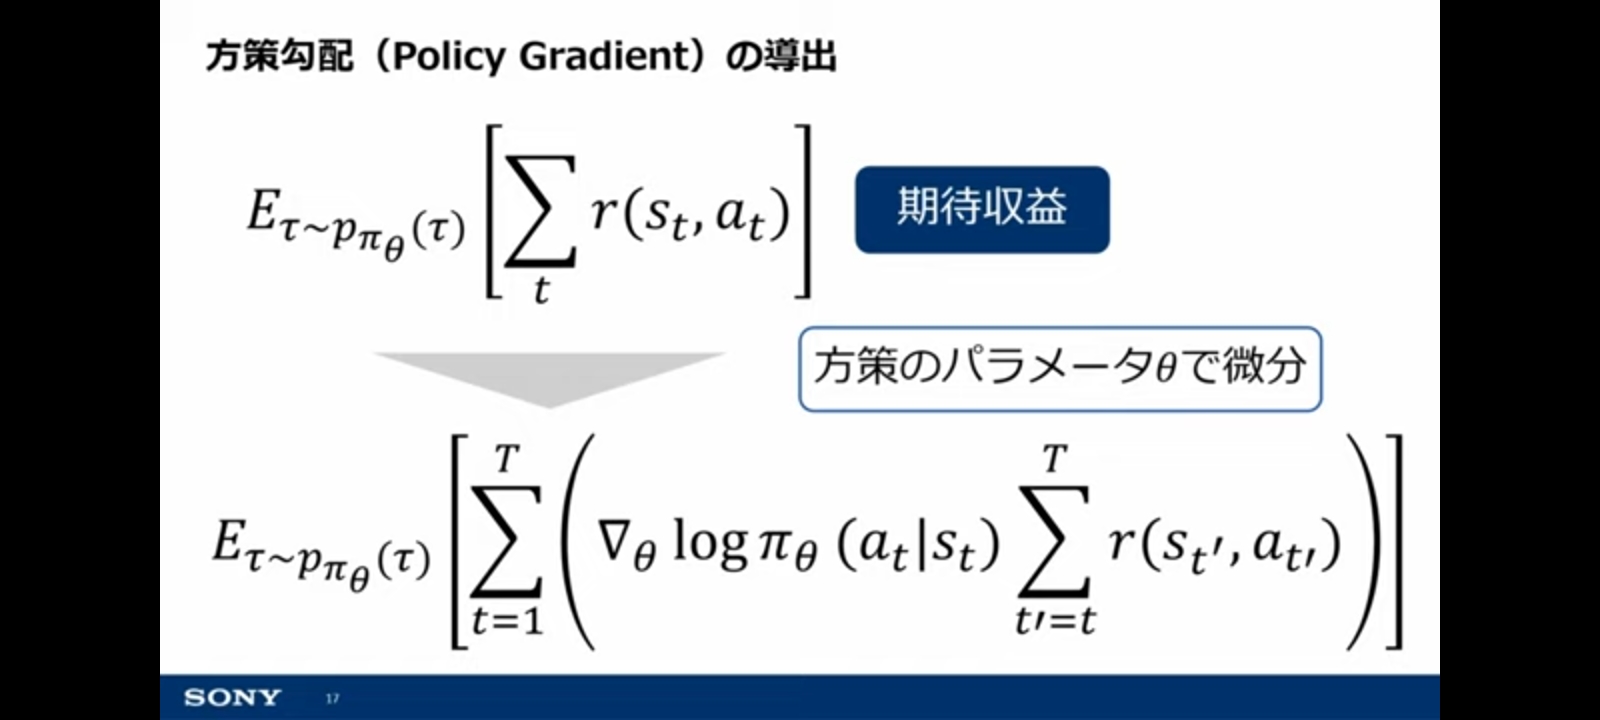 方策勾配（Policy Gradient）の導出
$E_{\tau \sim p_{\pi_\theta}(\tau)} \left[ \sum_t r(s_t, a_t) \right]$
期待収益
方策のパラメータθで微分
$E_{\tau \sim p_{\pi_\theta}(\tau)} \left[ \sum_{t=1}^{T} \left( \nabla_\theta \log \pi_\theta (a_t|s_t) \sum_{t'=t}^{T} r(s_{t'}, a_{t'}) \right) \right]$
SONY 17